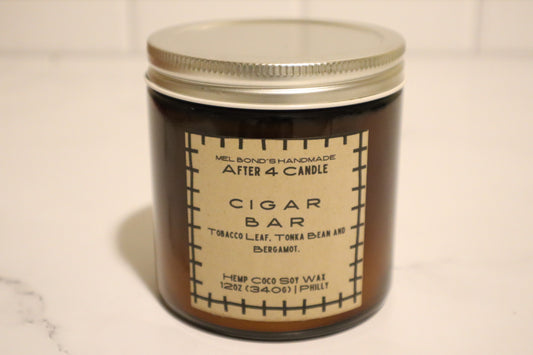 MEL BOND'S HANDMADE
AFTER 4 CANDLE
CIGAR
BAR
TOBACCO LEAF, TONKA BEAN AND
BERGAMOT.
HEMP COCO SOY WAX
12OZ (340G) | PHILLY